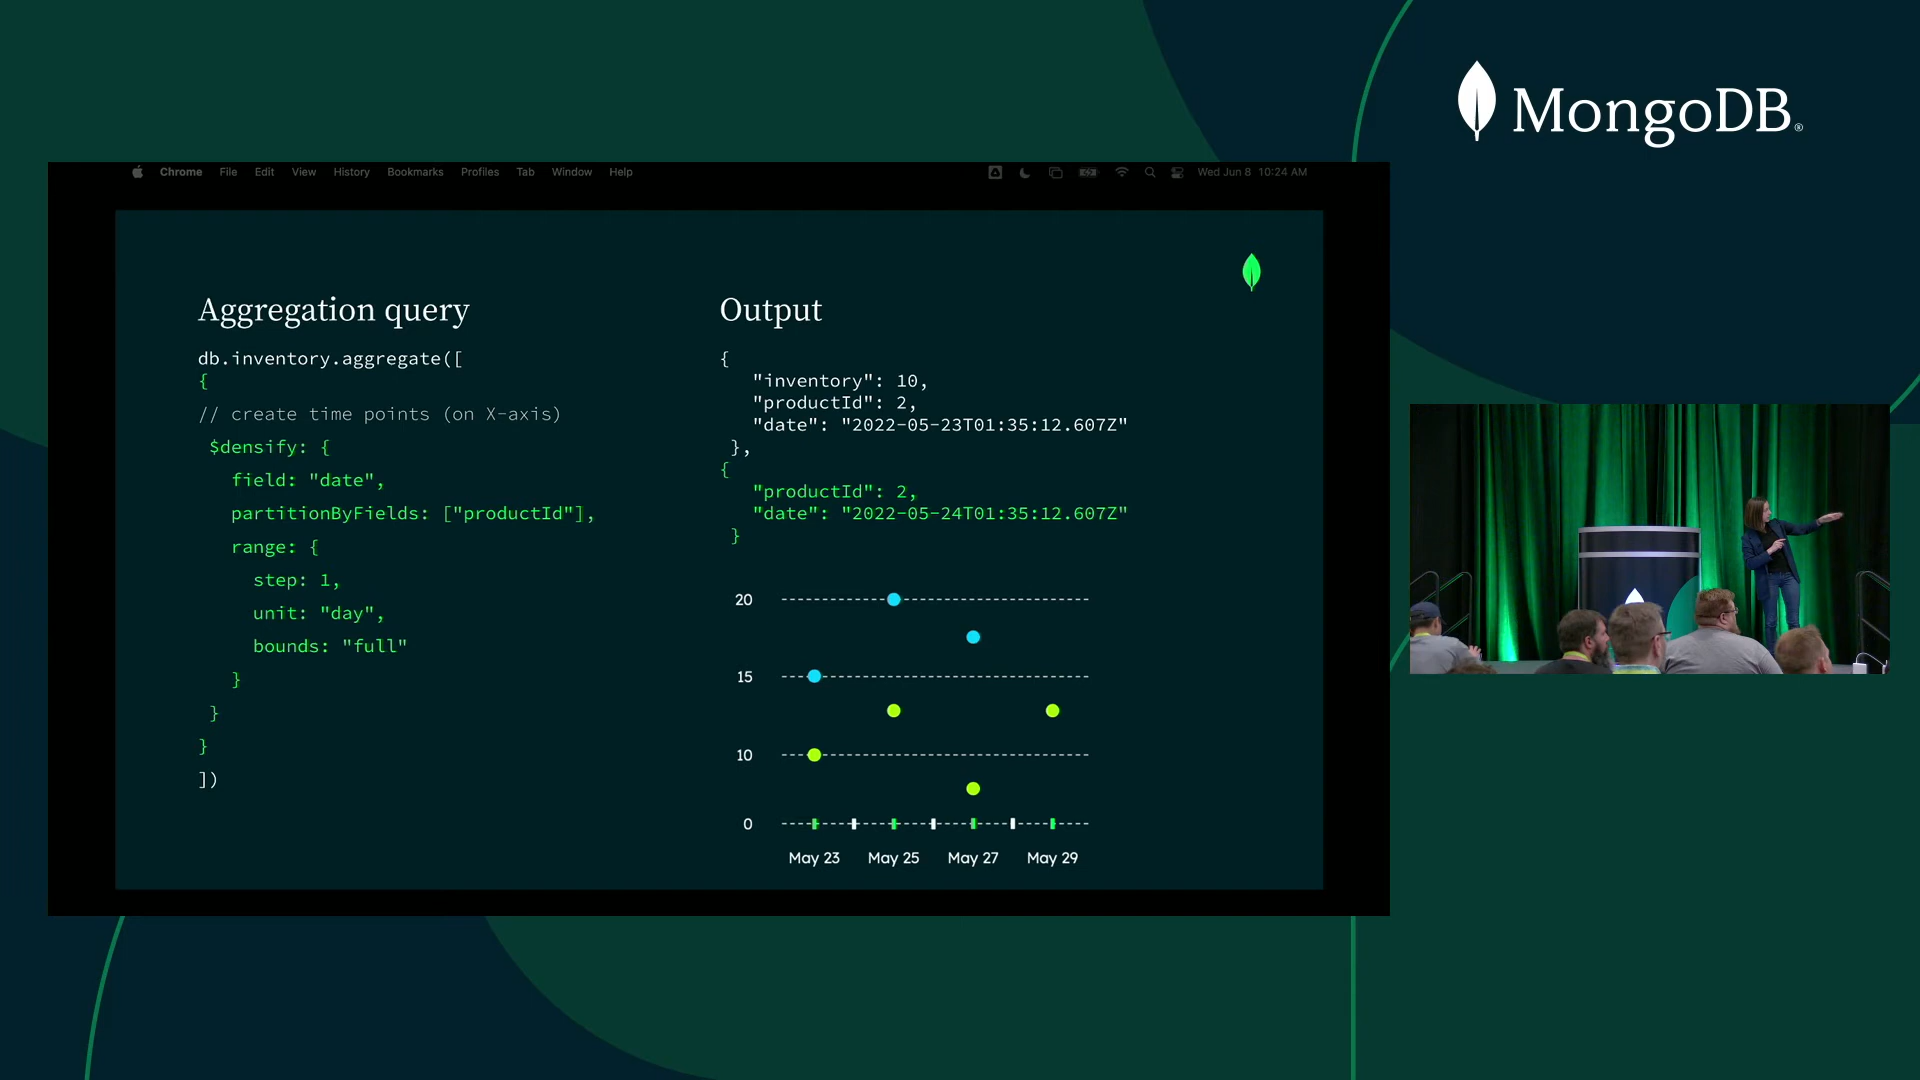 MongoDB®
Chrome File Edit View History Bookmarks Profiles Tab Window Help Wed Jun 8 10:24 AM
Aggregation query
db.inventory.aggregate([
{
// create time points (on X-axis)
$densify: {
field: "date",
partitionByFields: ["productId"],
range: {
step: 1,
unit: "day",
bounds: "full"
}
}
}
])
Output
{
"inventory": 10,
"productId": 2,
"date": "2022-05-23T01:35:12.607Z"
},
{
"productId": 2,
"date": "2022-05-24T01:35:12.607Z"
}
20
15
10
0
May 23 May 25 May 27 May 29